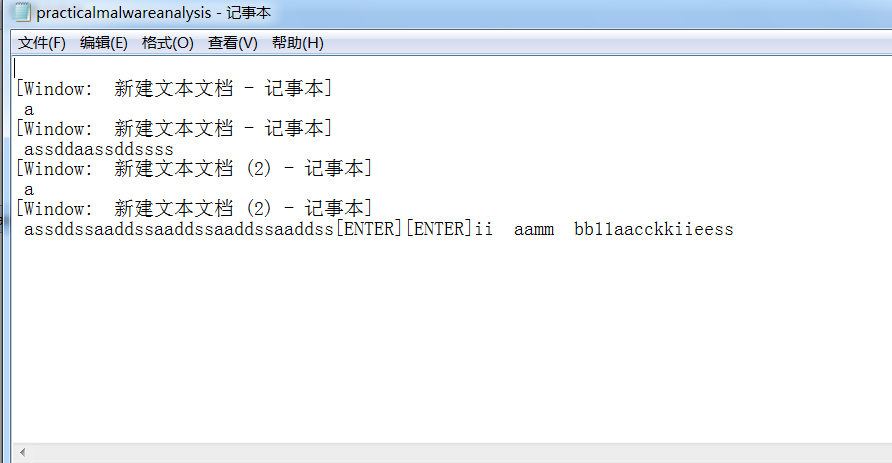 practicalmalwareanalysis - 记事本
文件(F) 编辑(E) 格式(O) 查看(V) 帮助(H)
[Window: 新建文本文档 - 记事本]
a
[Window: 新建文本文档 - 记事本]
assddaassddssss
[Window: 新建文本文档 (2) - 记事本]
a
[Window: 新建文本文档 (2) - 记事本]
assddssaaddssaaddssaaddssaaddss[ENTER][ENTER]ii  aamm  bbllaacckkiieess